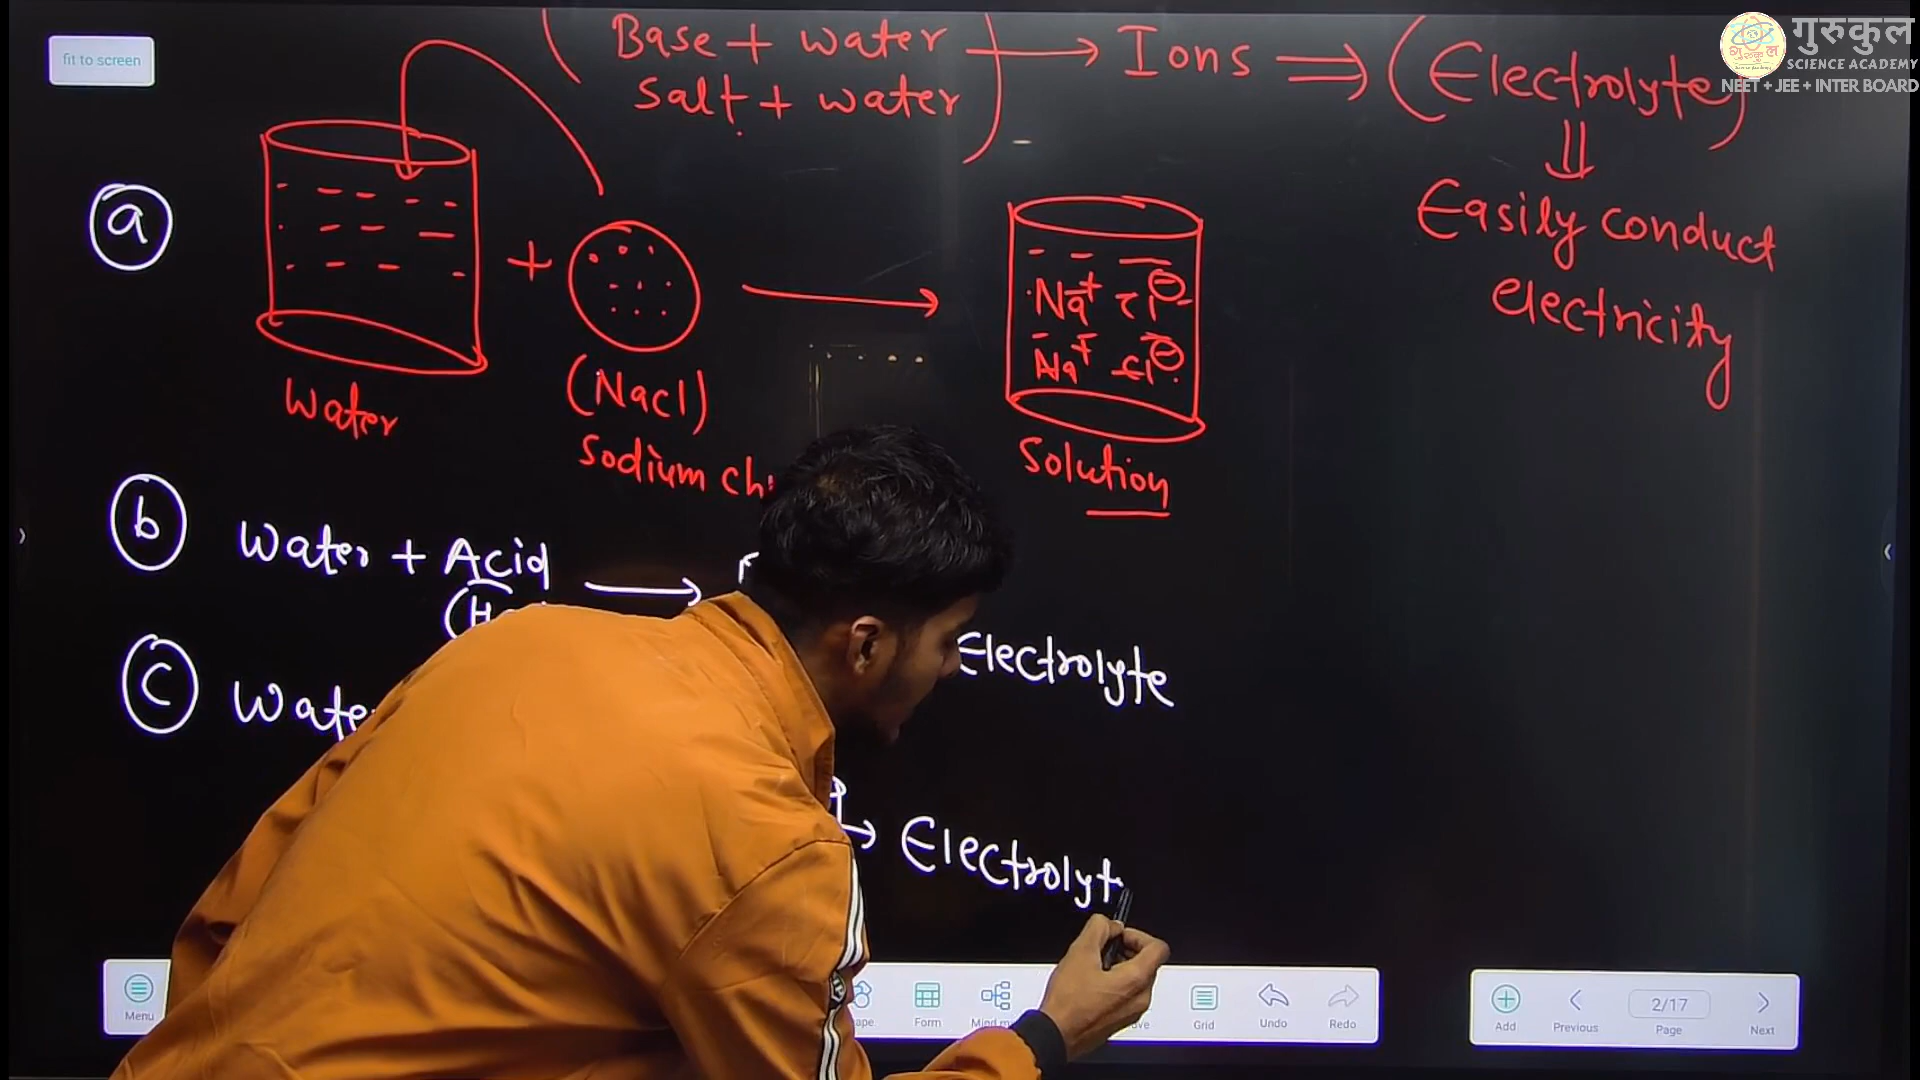 fit to screen
Base + water
Salt + water
Ions
(Electrolyte)
गुरुकुल
SCIENCE ACADEMY
NEET + JEE + INTER BOARD
Easily conduct
electricity
a
+
Na+ Cl-
Na+ Cl-
Water
(NaCl)
Sodium
Solution
b
Water + Acid
Electrolyte
c
Electrolyt
Menu
Form
Grid
Undo
Redo
Add
Previous
2/17
Page
Next